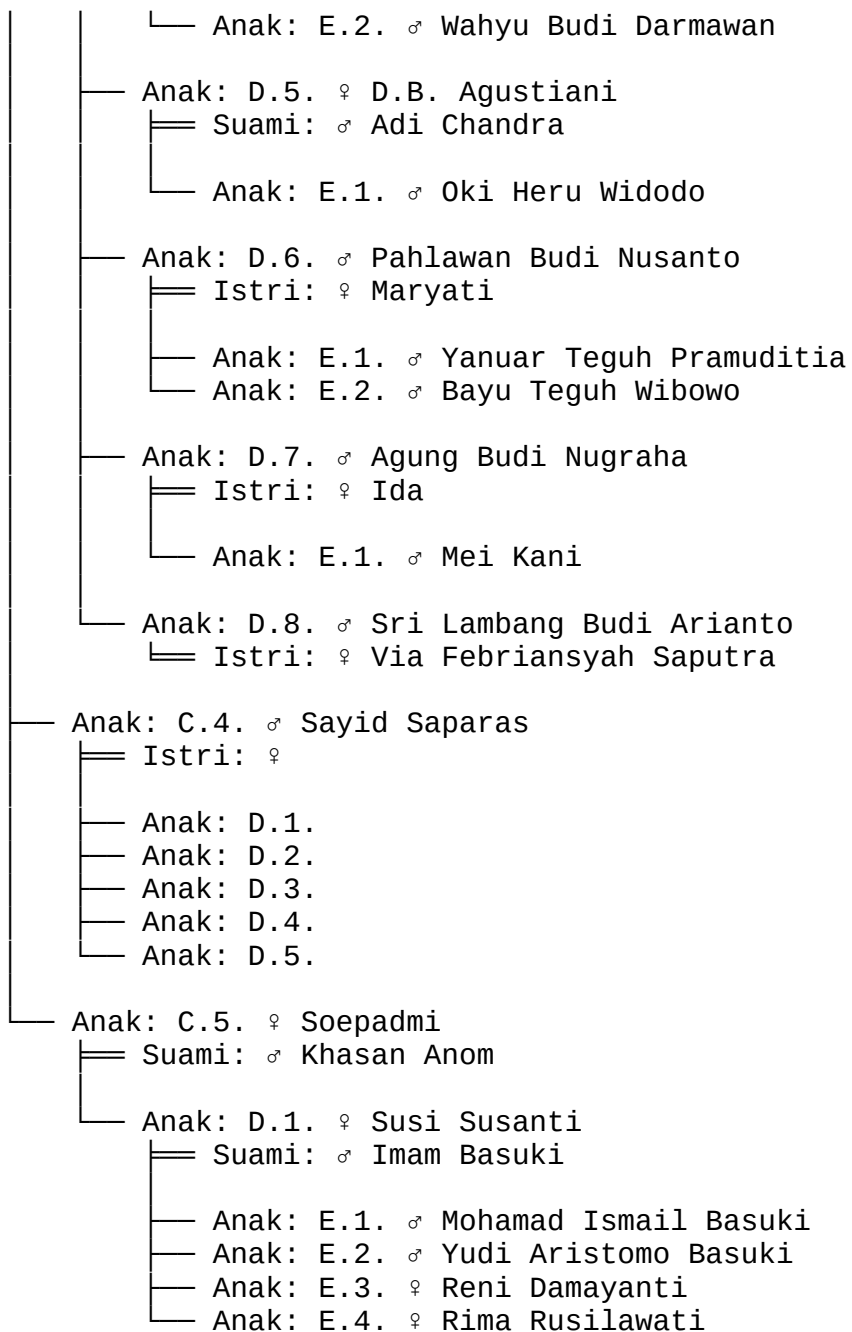 └── Anak: E.2. ♂ Wahyu Budi Darmawan
├── Anak: D.5. ♀ D.B. Agustiani
╞══ Suami: ♂ Adi Chandra
└── Anak: E.1. ♂ Oki Heru Widodo
├── Anak: D.6. ♂ Pahlawan Budi Nusanto
╞══ Istri: ♀ Maryati
├── Anak: E.1. ♂ Yanuar Teguh Pramuditia
└── Anak: E.2. ♂ Bayu Teguh Wibowo
├── Anak: D.7. ♂ Agung Budi Nugraha
╞══ Istri: ♀ Ida
└── Anak: E.1. ♂ Mei Kani
└── Anak: D.8. ♂ Sri Lambang Budi Arianto
╘══ Istri: ♀ Via Febriansyah Saputra
├── Anak: C.4. ♂ Sayid Saparas
╞══ Istri: ♀
├── Anak: D.1.
├── Anak: D.2.
├── Anak: D.3.
├── Anak: D.4.
└── Anak: D.5.
└── Anak: C.5. ♀ Soepadmi
╞══ Suami: ♂ Khasan Anom
└── Anak: D.1. ♀ Susi Susanti
╞══ Suami: ♂ Imam Basuki
├── Anak: E.1. ♂ Mohamad Ismail Basuki
├── Anak: E.2. ♂ Yudi Aristomo Basuki
├── Anak: E.3. ♀ Reni Damayanti
└── Anak: E.4. ♀ Rima Rusilawati